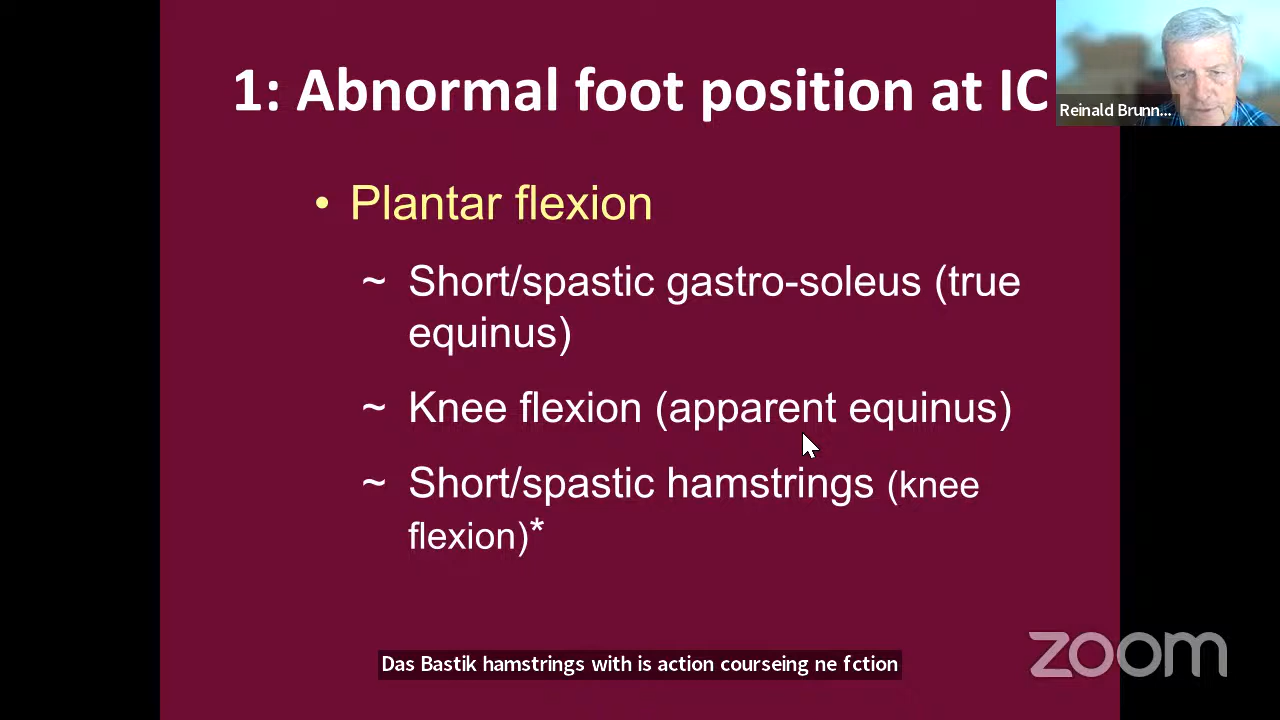 1: Abnormal foot position at IC
Reinald Brunn...
• Plantar flexion
~ Short/spastic gastro-soleus (true
equinus)
~ Knee flexion (apparent equinus)
~ Short/spastic hamstrings (knee
flexion)*
Das Bastik hamstrings with is action courseing ne fction
zoom